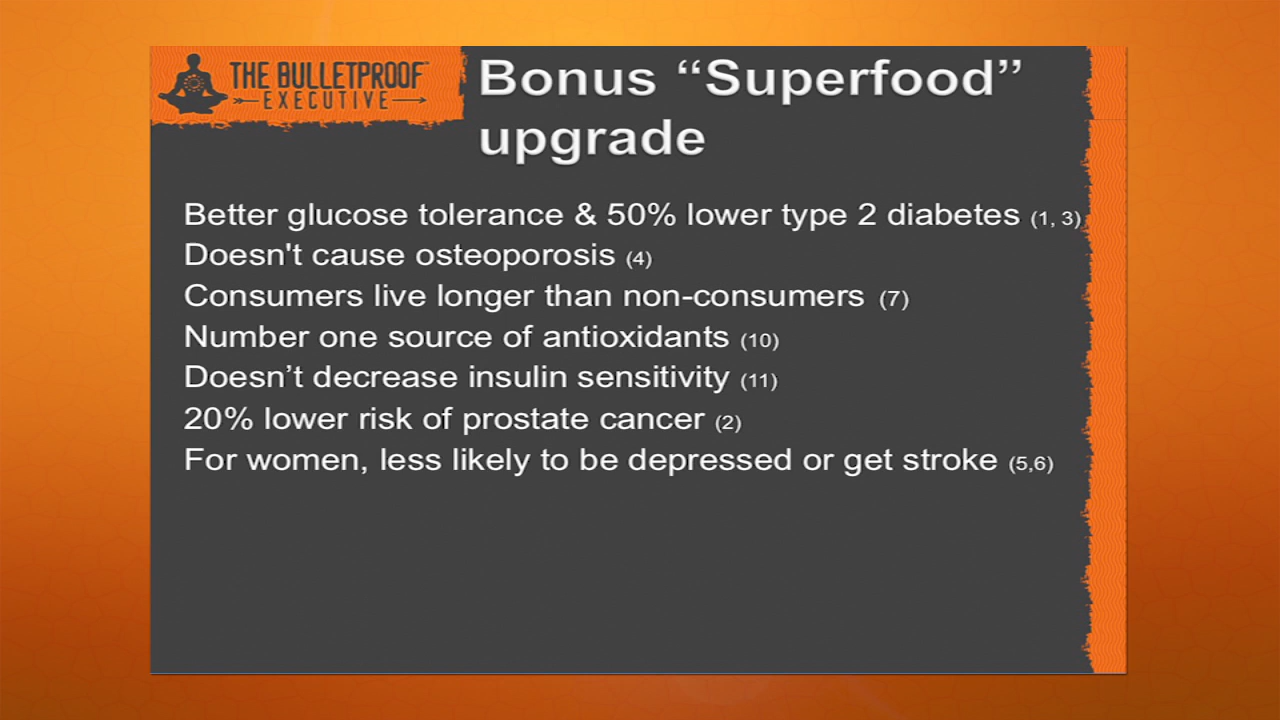 THE BULLETPROOF™
EXECUTIVE
Bonus “Superfood”
upgrade
Better glucose tolerance & 50% lower type 2 diabetes (1, 3)
Doesn't cause osteoporosis (4)
Consumers live longer than non-consumers (7)
Number one source of antioxidants (10)
Doesn’t decrease insulin sensitivity (11)
20% lower risk of prostate cancer (2)
For women, less likely to be depressed or get stroke (5,6)